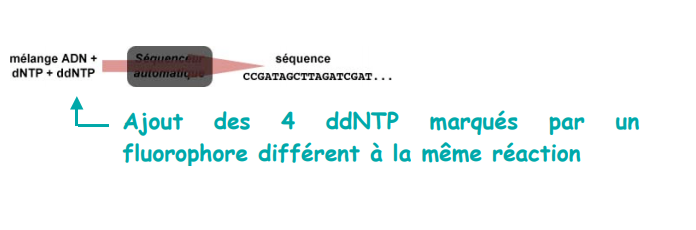 mélange ADN +
dNTP + ddNTP
Séquenceur
automatique
séquence
CCGATAGCTTAGATCGAT...
Ajout des 4 ddNTP marqués par un
fluorophore différent à la même réaction